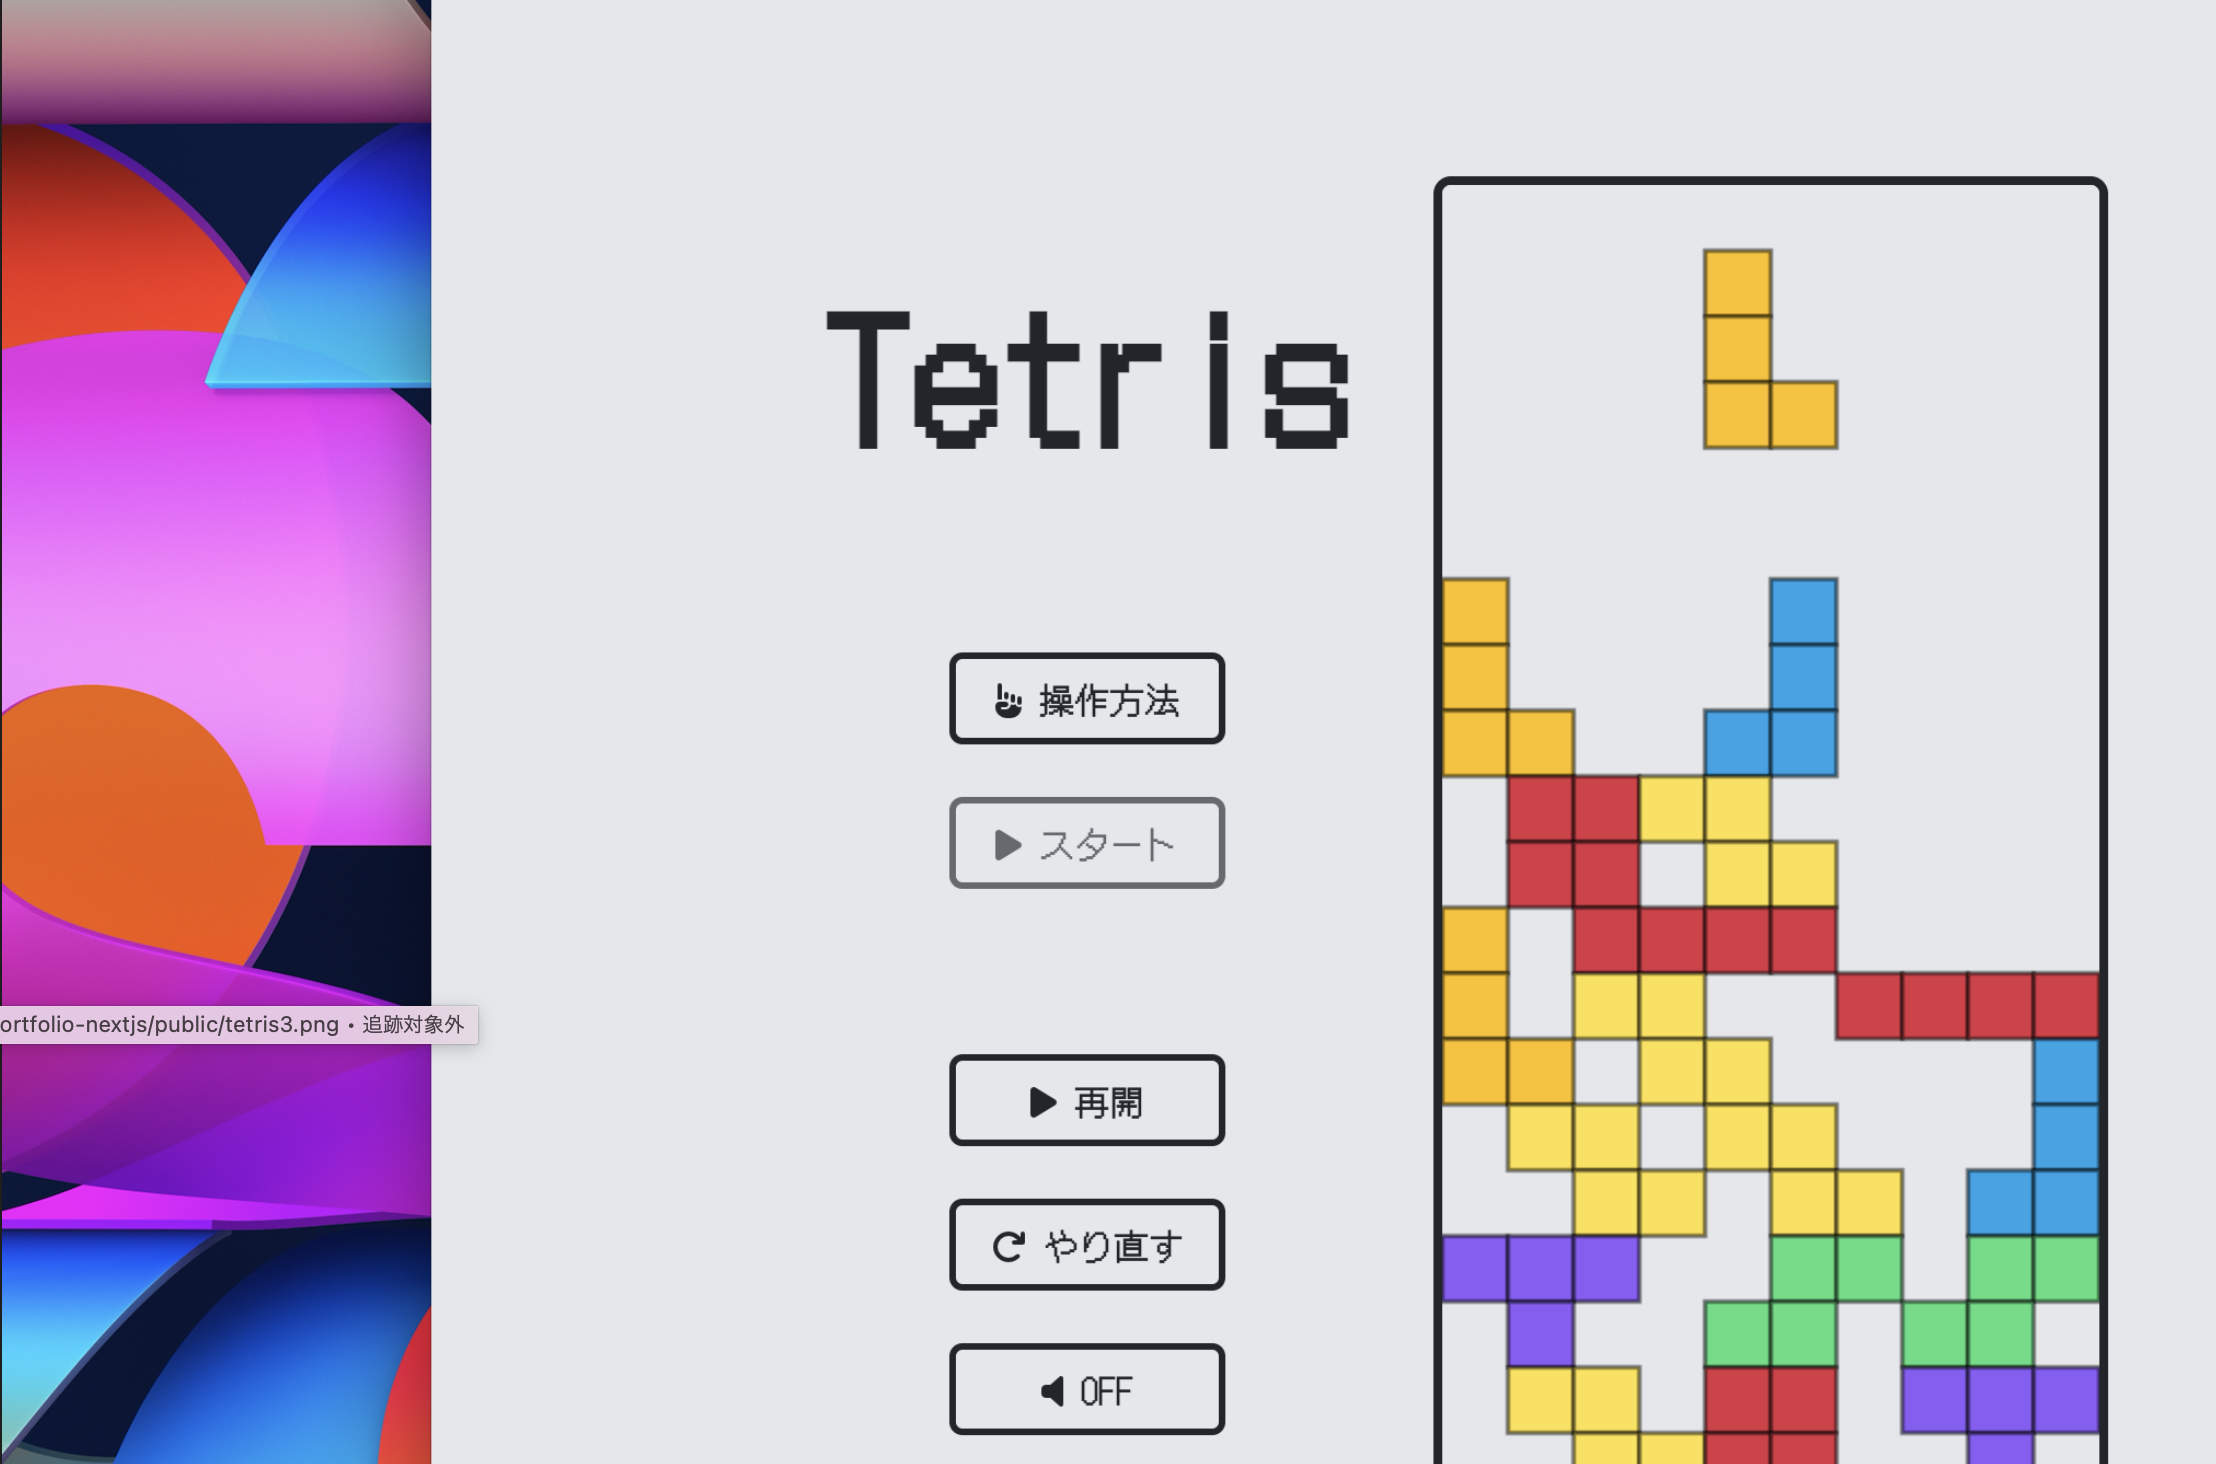 Tetris
操作方法
スタート
ortfolio-nextjs/public/tetris3.png • 追跡対象外
再開
やり直す
OFF